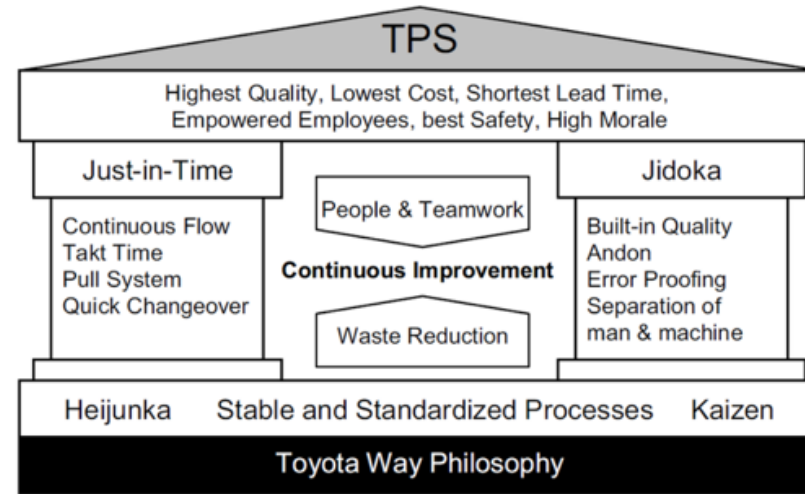 TPS
Highest Quality, Lowest Cost, Shortest Lead Time,
Empowered Employees, best Safety, High Morale
Just-in-Time
Continuous Flow
Takt Time
Pull System
Quick Changeover
People & Teamwork
Continuous Improvement
Waste Reduction
Jidoka
Built-in Quality
Andon
Error Proofing
Separation of
man & machine
Heijunka Stable and Standardized Processes Kaizen
Toyota Way Philosophy